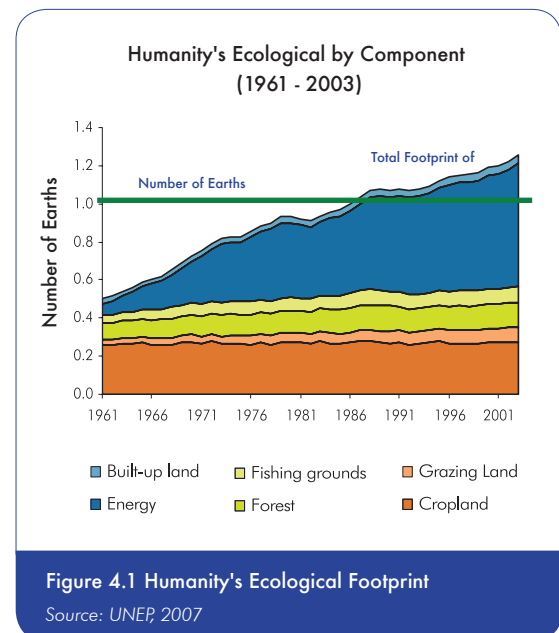 Humanity's Ecological by Component
(1961 - 2003)
Number of Earths
1.4
1.2
1.0
0.8
0.6
0.4
0.2
0.0
Total Footprint of
Number of Earths
1961 1966 1971 1976 1981 1986 1991 1996 2001
Built-up land Fishing grounds Grazing Land
Energy Forest Cropland
Figure 4.1 Humanity's Ecological Footprint
Source: UNEP, 2007